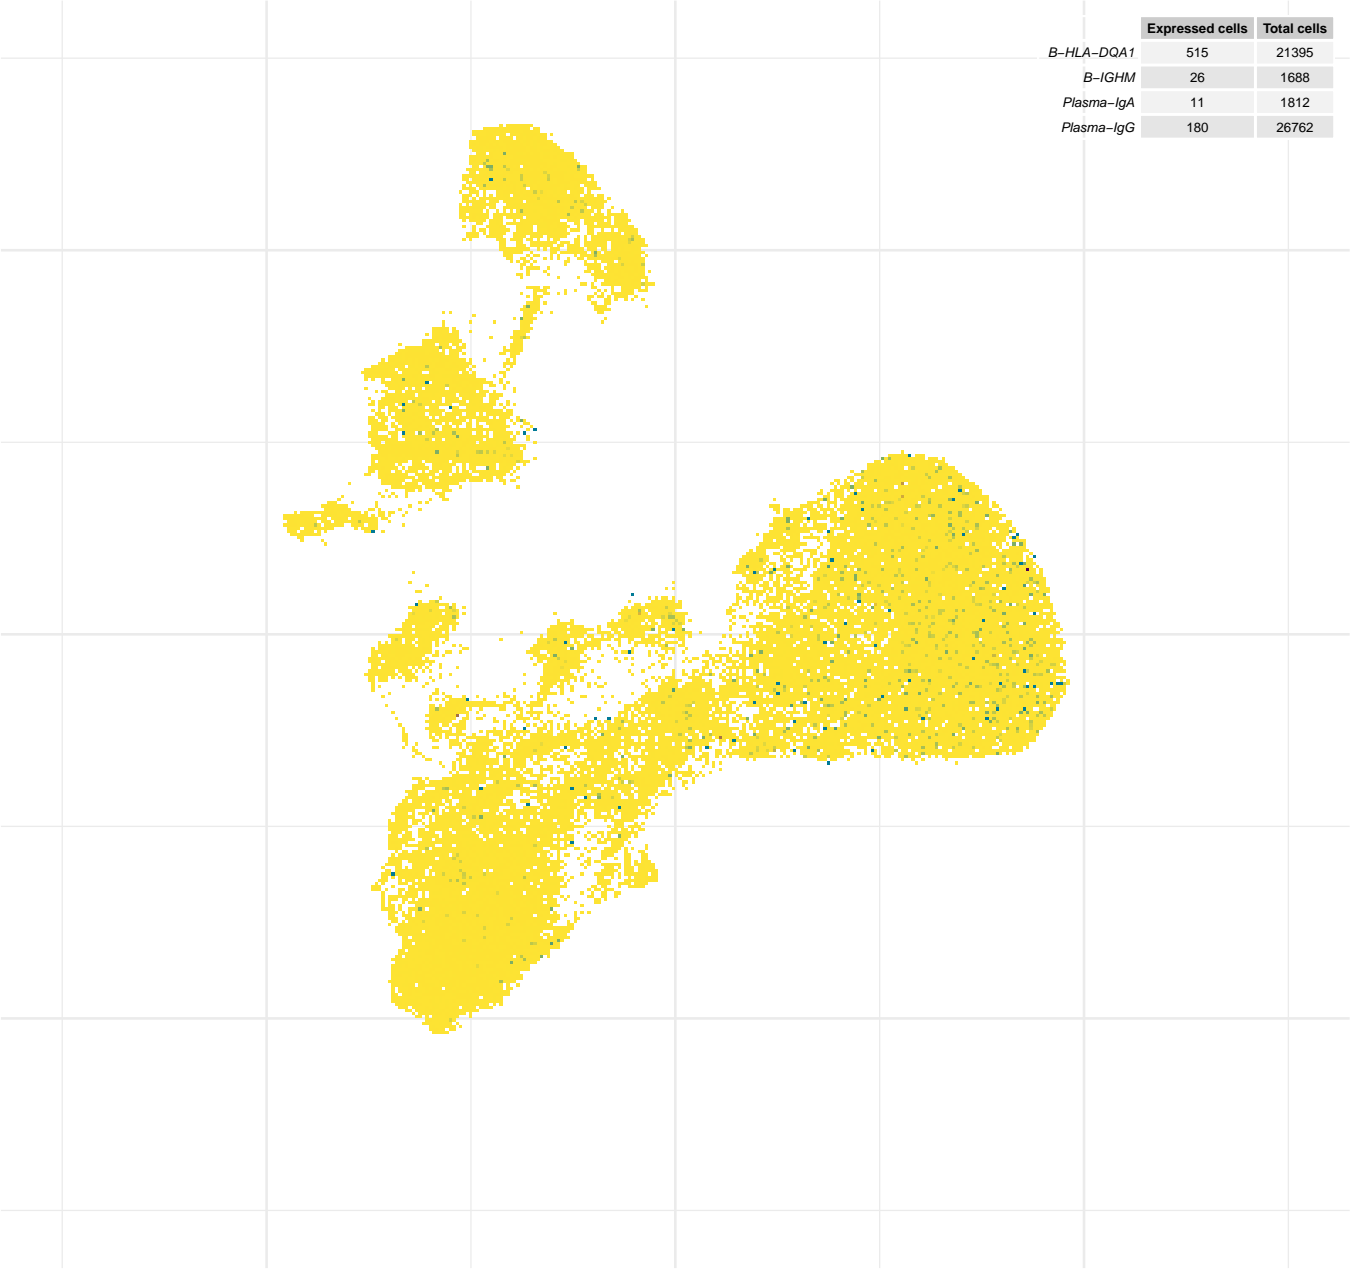 Expressed cells Total cells
B−HLA−DQA1 515 21395
B−IGHM 26 1688
Plasma−IgA 11 1812
Plasma−IgG 180 26762